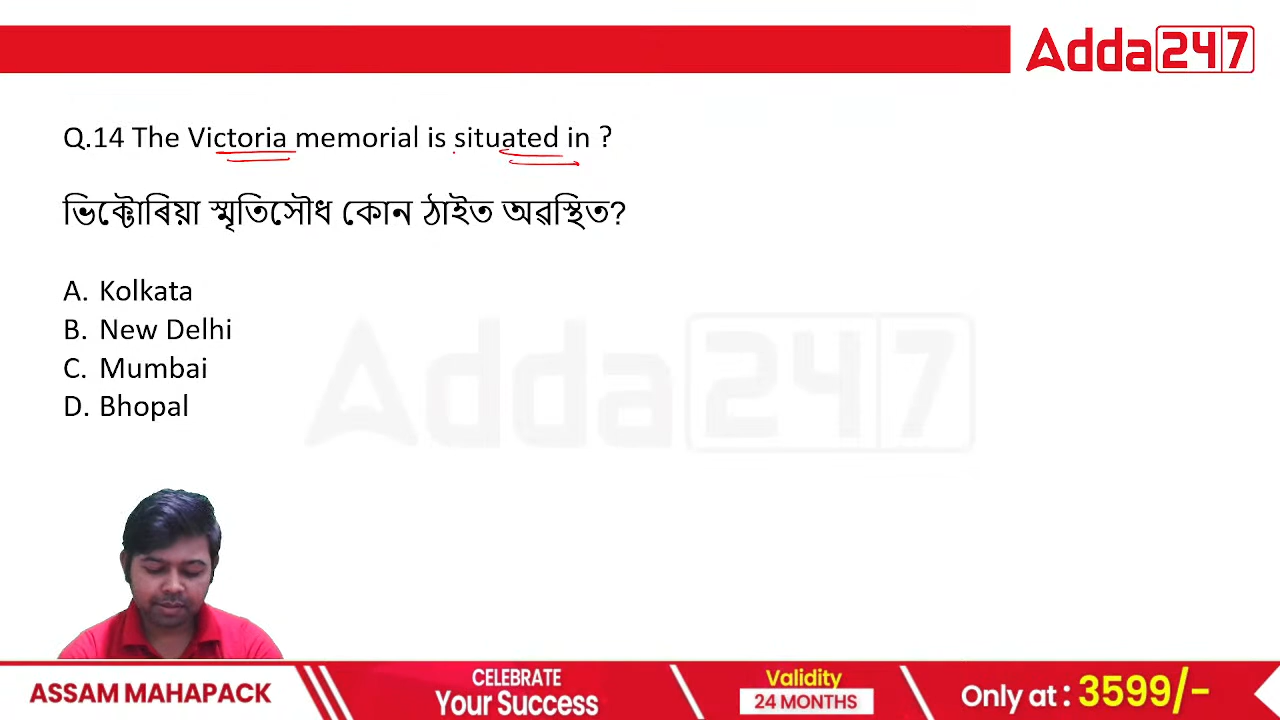 Adda247
Q.14 The Victoria memorial is situated in ?
ভিক্টোৰিয়া স্মৃতিসৌধ কোন ঠাইত অৱস্থিত?
A. Kolkata
B. New Delhi
C. Mumbai
D. Bhopal
Adda247
ASSAM MAHAPACK
CELEBRATE
Your Success
Validity
24 MONTHS
Only at : 3599/-